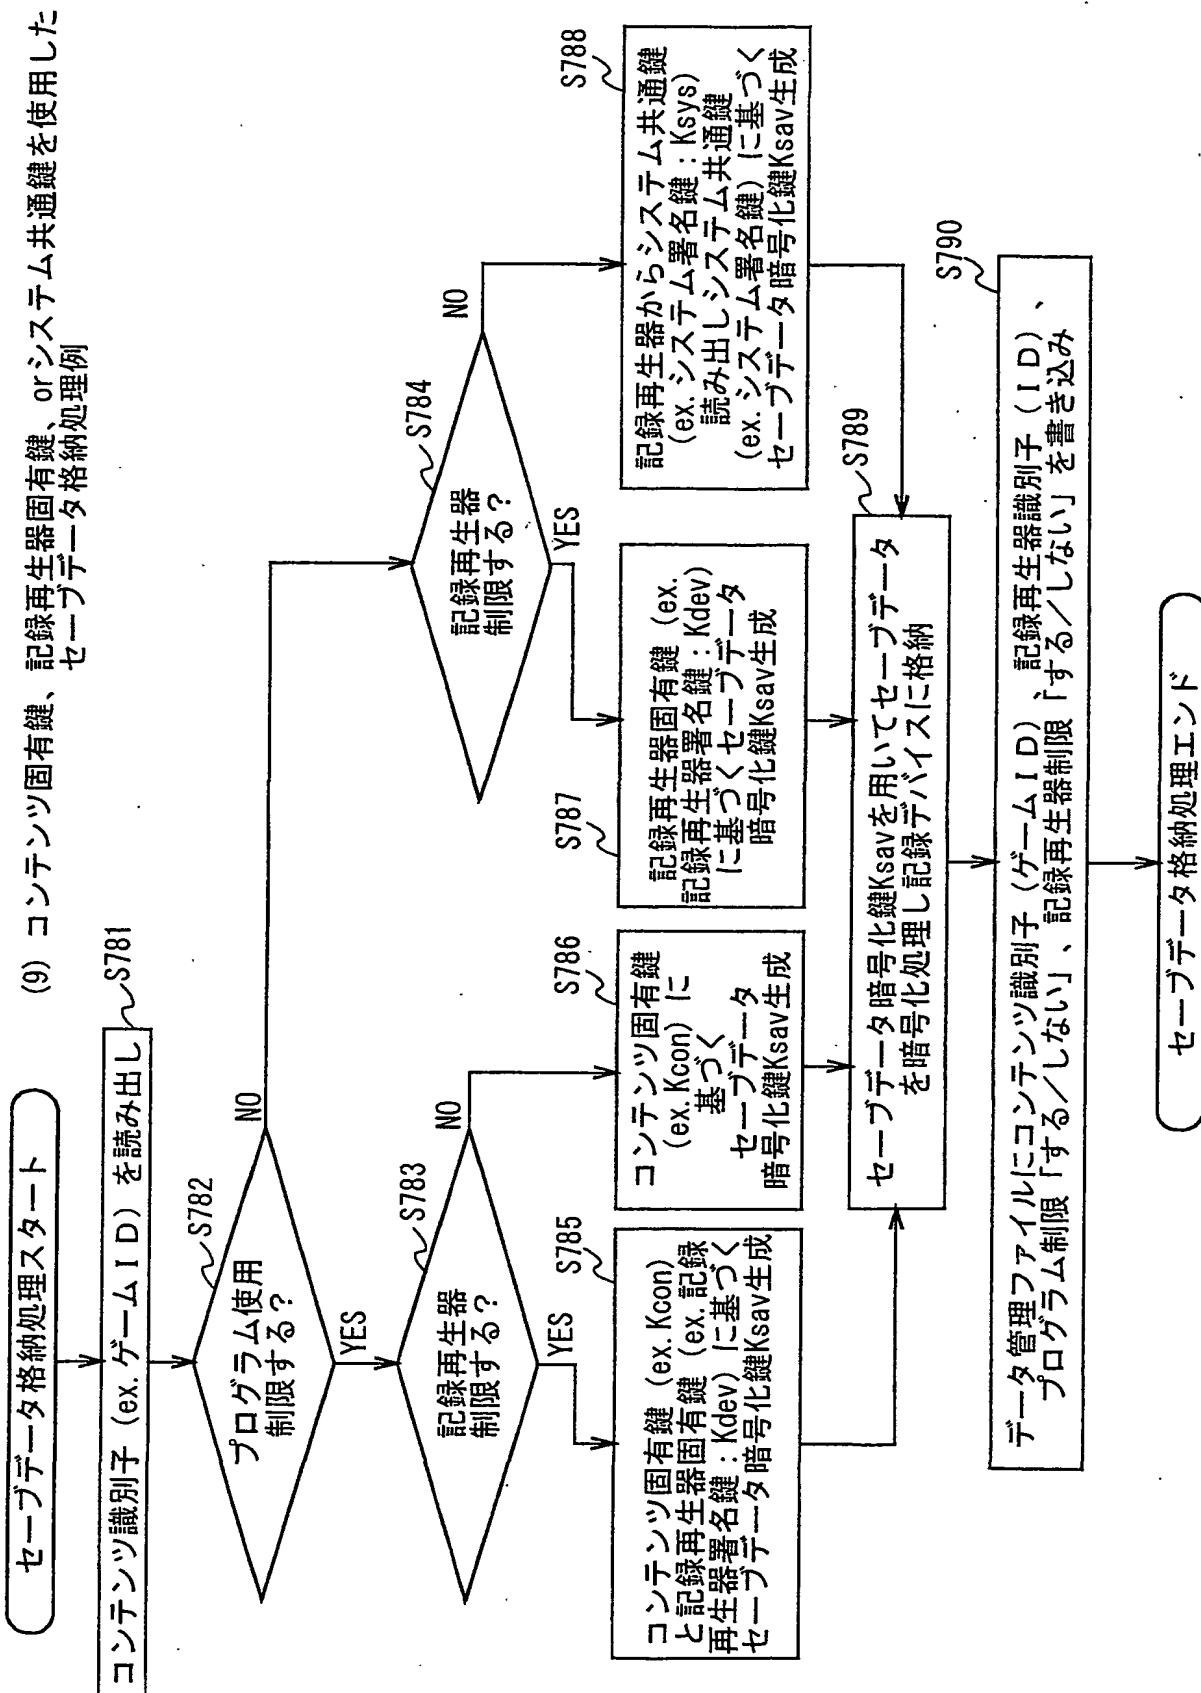 (9) コンテンツ固有鍵、記録再生器固有鍵、orシステム共通鍵を使用した
セーブデータ格納処理例
セーブデータ格納処理スタート
コンテンツ識別子 (ex.ゲームID) を読み出し
S781
プログラム使用
制限する?
S782
YES
NO
記録再生器
制限する?
S783
YES
NO
記録再生器
制限する?
S784
YES
NO
S785
コンテンツ固有鍵 (ex.Kcon)
と記録再生器固有鍵 (ex.記録
再生器署名鍵:Kdev) に基づく
セーブデータ暗号化鍵Ksav生成
S786
コンテンツ固有鍵
(ex.Kcon) に
基づく
セーブデータ
暗号化鍵Ksav生成
S787
記録再生器固有鍵 (ex.
記録再生器署名鍵:Kdev)
に基づくセーブデータ
暗号化鍵Ksav生成
S788
記録再生器からシステム共通鍵
(ex.システム署名鍵:Ksys)
読み出しシステム共通鍵
(ex.システム署名鍵) に基づく
セーブデータ暗号化鍵Ksav生成
S789
セーブデータ暗号化鍵Ksavを用いてセーブデータ
を暗号化処理し記録デバイスに格納
S790
データ管理ファイルにコンテンツ識別子 (ゲームID)、記録再生器識別子 (ID)、
プログラム制限「する/しない」、記録再生器制限「する/しない」を書き込み
セーブデータ格納処理エンド